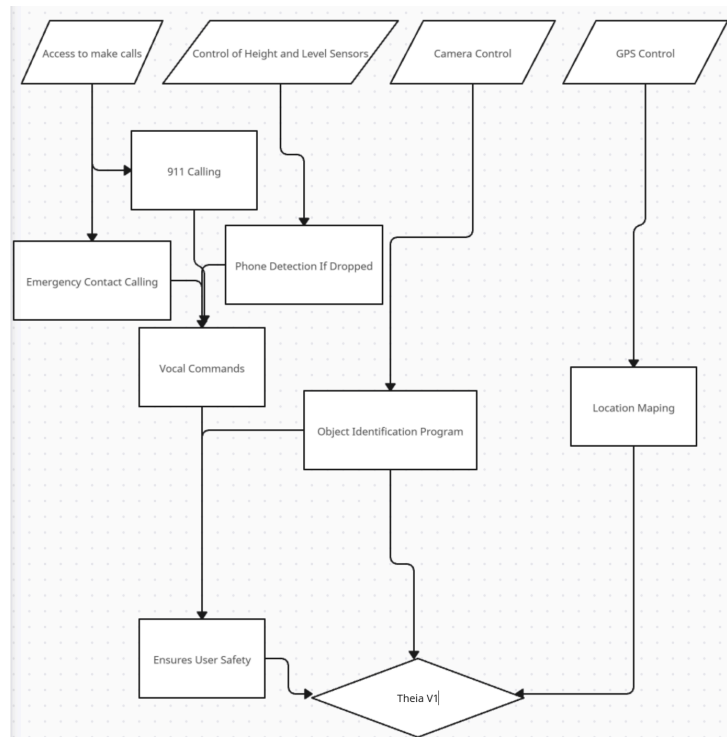 Access to make calls
Control of Height and Level Sensors
Camera Control
GPS Control
911 Calling
Phone Detection If Dropped
Emergency Contact Calling
Vocal Commands
Location Maping
Object Identification Program
Ensures User Safety
Theia V1